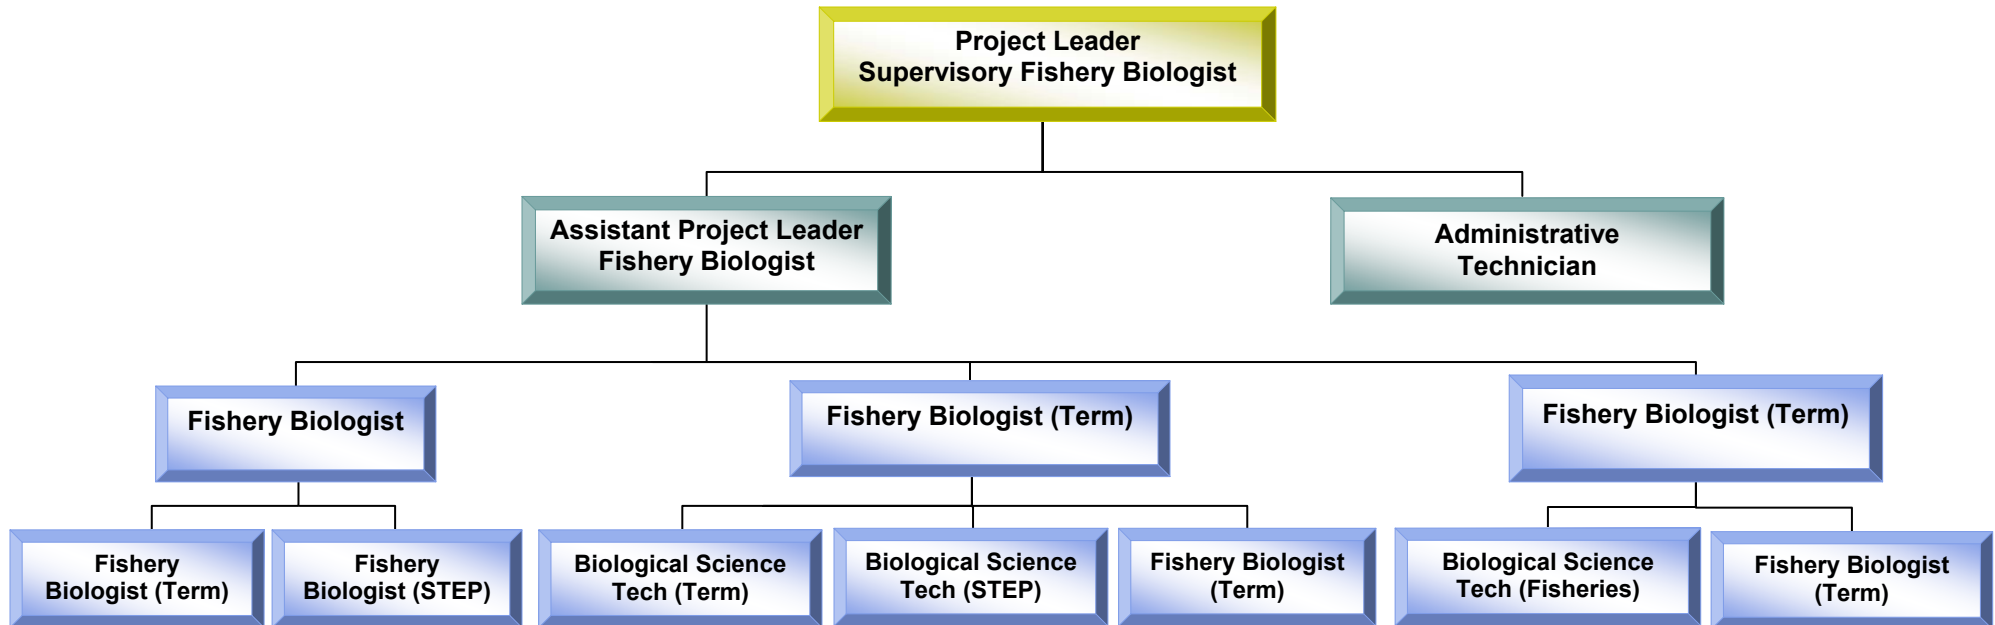 Project Leader
Supervisory Fishery Biologist
Assistant Project Leader
Fishery Biologist
Administrative
Technician
Fishery Biologist
Fishery Biologist (Term)
Fishery Biologist (Term)
Fishery
Biologist (Term)
Fishery
Biologist (STEP)
Biological Science
Tech (Term)
Biological Science
Tech (STEP)
Fishery Biologist
(Term)
Biological Science
Tech (Fisheries)
Fishery Biologist
(Term)